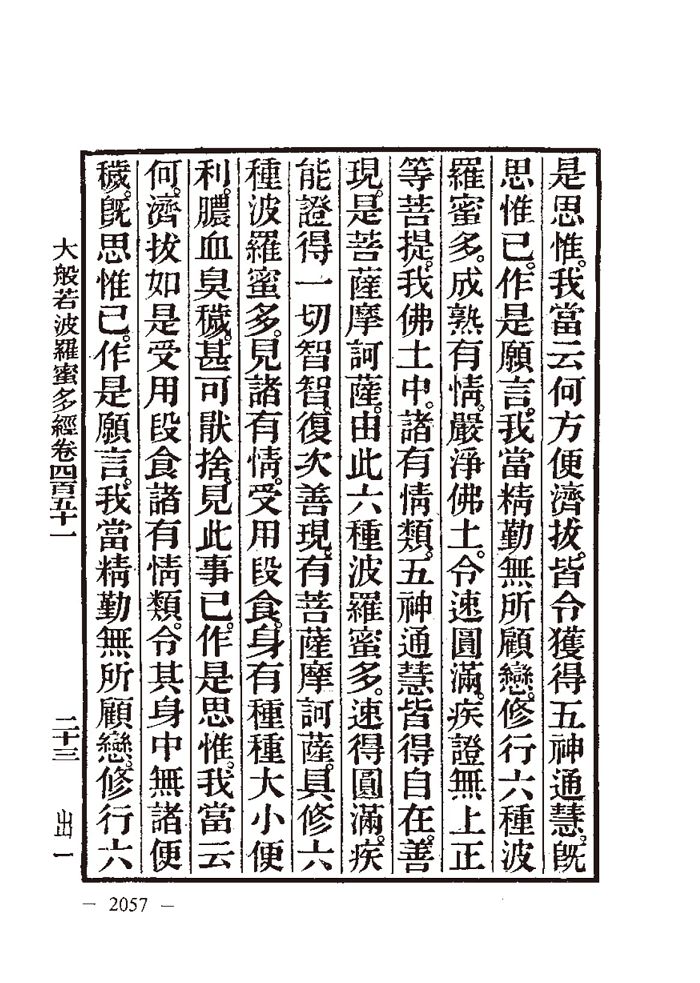 是思惟。我當云何方便濟拔。皆令獲得五神通慧。旣
思惟已。作是願言。我當精勤無所顧戀。修行六種波
羅蜜多。成熟有情。嚴淨佛土。令速圓滿。疾證無上正
等菩提。我佛土中。諸有情類。五神通慧皆得自在。善
現。是菩薩摩訶薩。由此六種波羅蜜多。速得圓滿。疾
能證得一切智智。復次善現。有菩薩摩訶薩。具修六
種波羅蜜多。見諸有情。受用段食。身有種種大小便
利。膿血臭穢。甚可猒捨。見此事已。作是思惟。我當云
何。濟拔如是受用段食諸有情類。令其身中無諸便
穢。旣思惟已。作是願言。我當精勤無所顧戀。修行六
大般若波羅蜜多經卷四百五十一 二十三 出一
— 2057 —